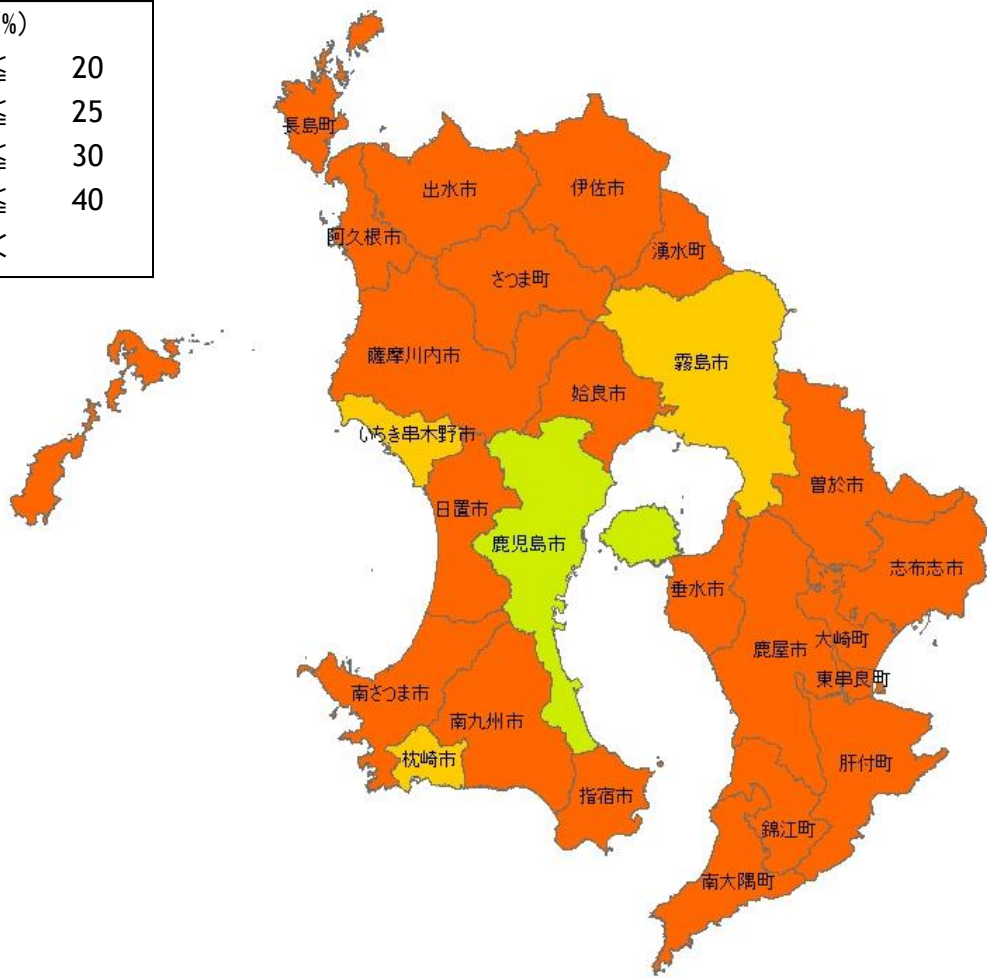 %)
≦ 20
≦ 25
≦ 30
≦ 40
<
長島町
出水市
伊佐市
阿久根市
湧水町
さつま町
薩摩川内市
霧島市
姶良市
いちき串木野市
曽於市
日置市
鹿児島市
志布志市
垂水市
大崎町
鹿屋市
東串良町
南さつま市
南九州市
枕崎市
肝付町
指宿市
錦江町
南大隅町